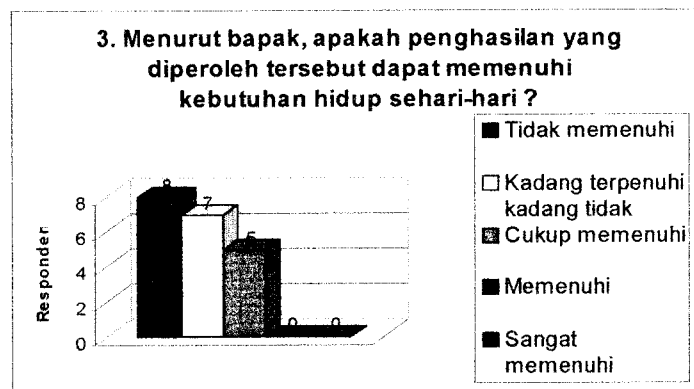 3. Menurut bapak, apakah penghasilan yang
diperoleh tersebut dapat memenuhi
kebutuhan hidup sehari-hari ?
Tidak memenuhi
Kadang terpenuhi
kadang tidak
Cukup memenuhi
Memenuhi
Sangat
memenuhi
Responden
8
6
4
2
0
8
7
0
0